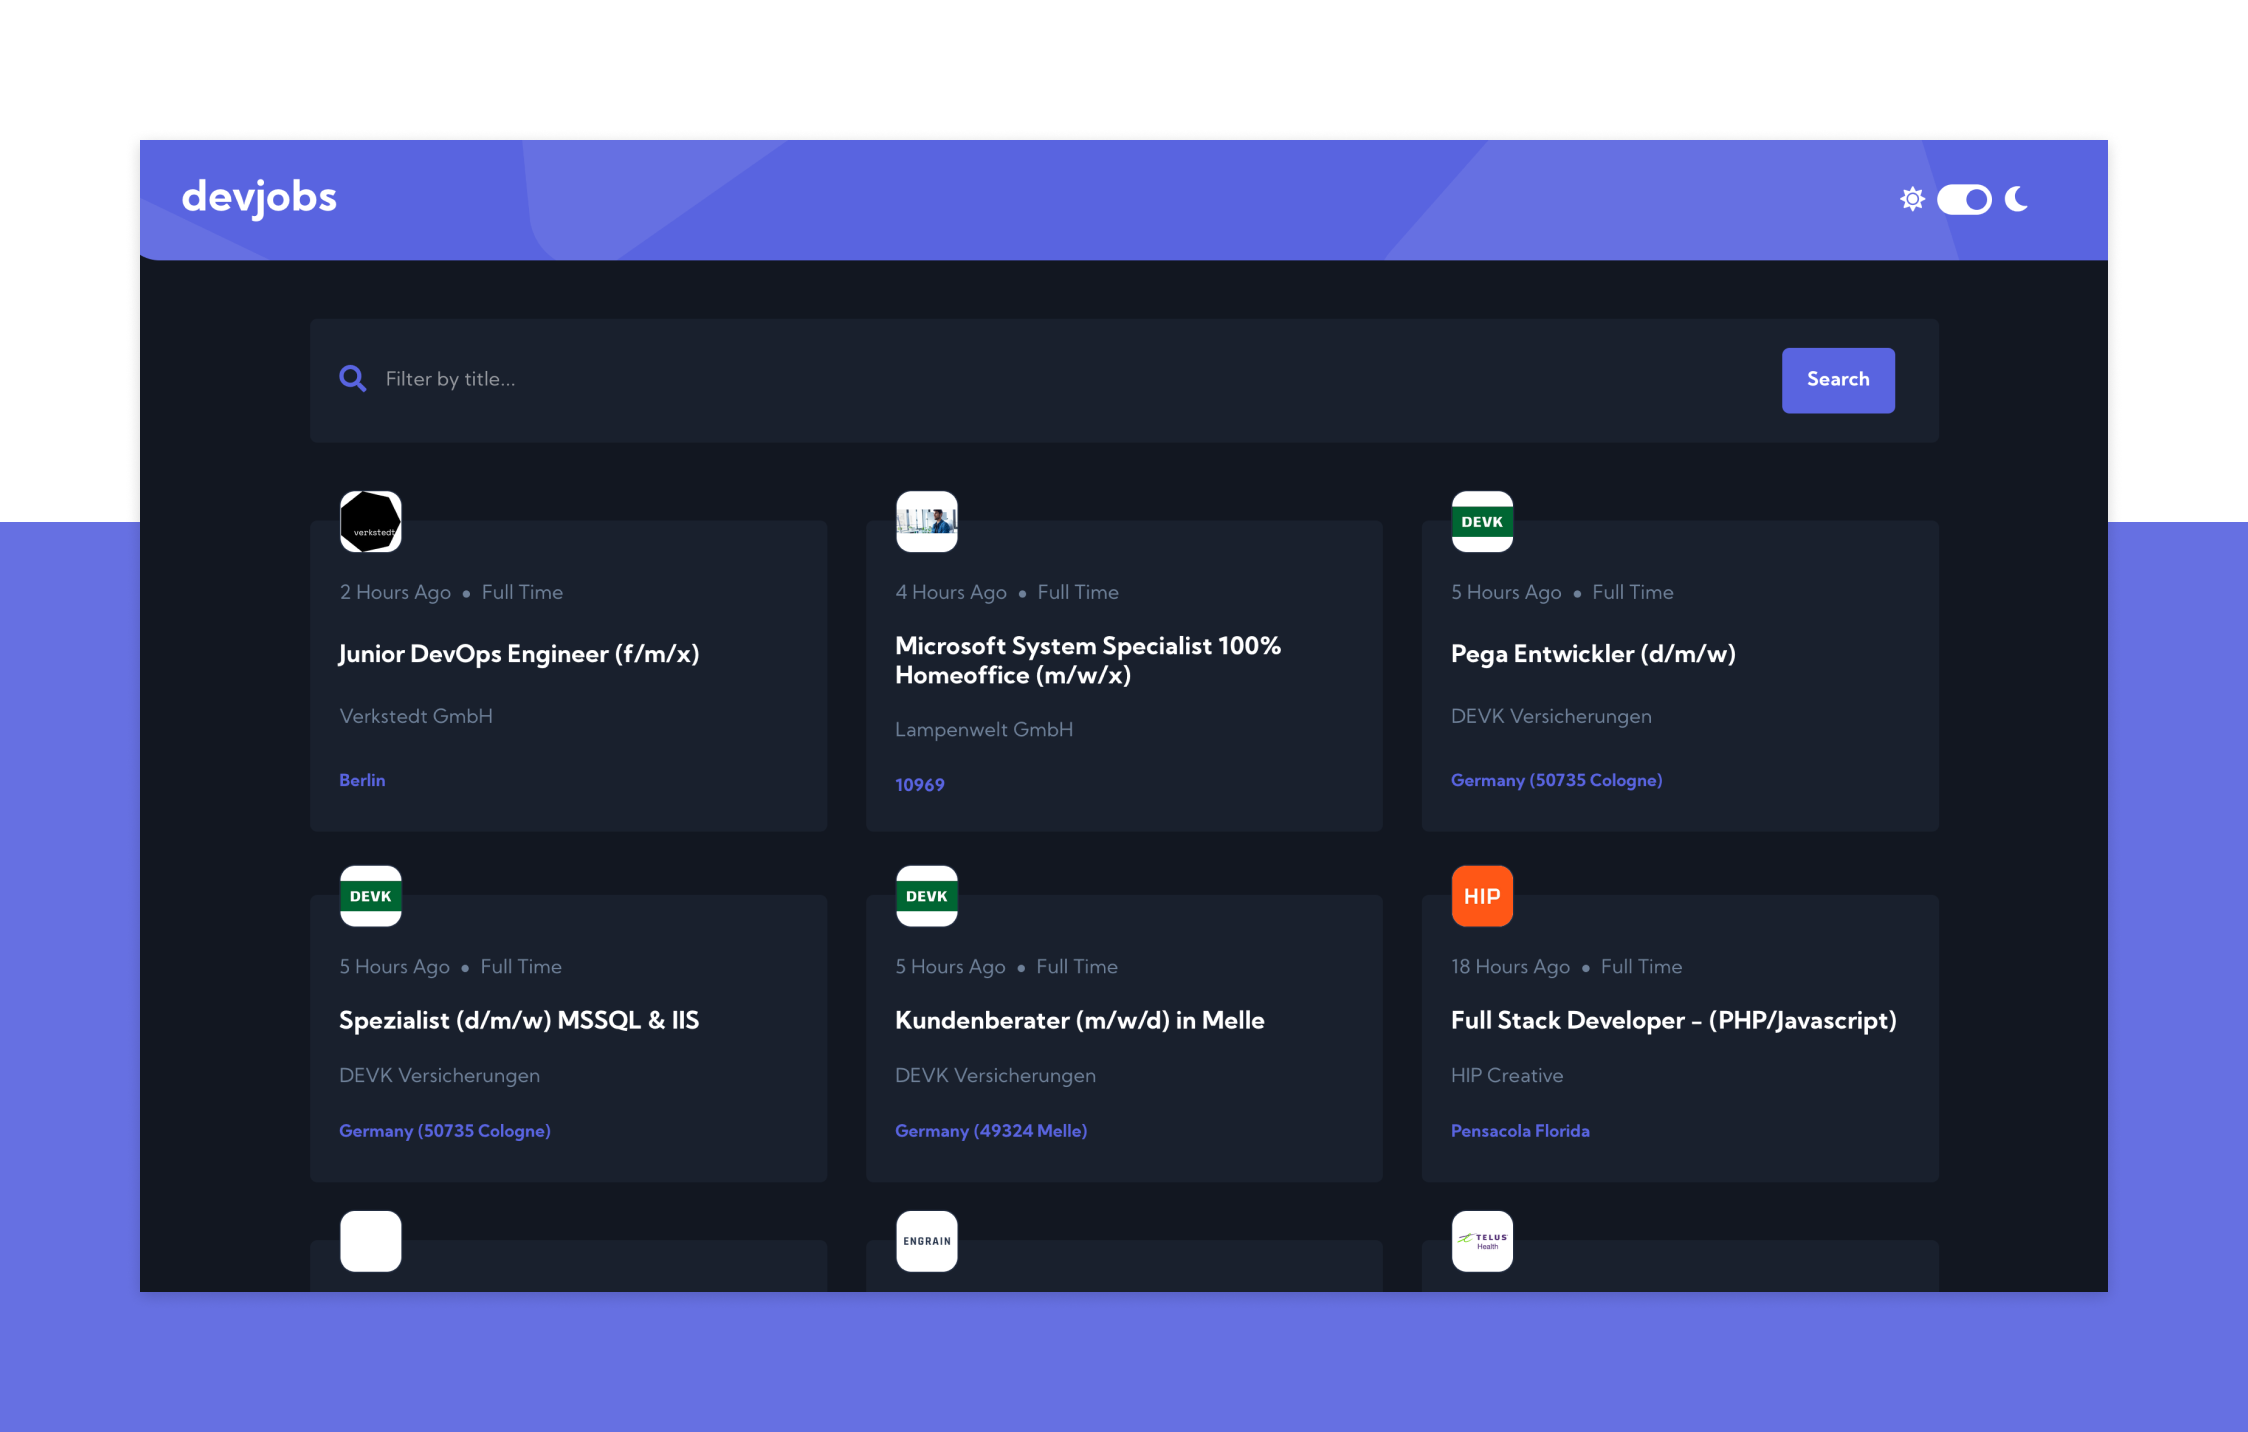 devjobs
Filter by title...
Search
verkstedt
DEVK
2 Hours Ago • Full Time
4 Hours Ago • Full Time
5 Hours Ago • Full Time
Junior DevOps Engineer (f/m/x)
Microsoft System Specialist 100%
Homeoffice (m/w/x)
Pega Entwickler (d/m/w)
Verkstedt GmbH
Lampenwelt GmbH
DEVK Versicherungen
Berlin
10969
Germany (50735 Cologne)
DEVK
DEVK
HIP
5 Hours Ago • Full Time
5 Hours Ago • Full Time
18 Hours Ago • Full Time
Spezialist (d/m/w) MSSQL & IIS
Kundenberater (m/w/d) in Melle
Full Stack Developer - (PHP/Javascript)
DEVK Versicherungen
DEVK Versicherungen
HIP Creative
Germany (50735 Cologne)
Germany (49324 Melle)
Pensacola Florida
ENGRAIN
TELUS
Health